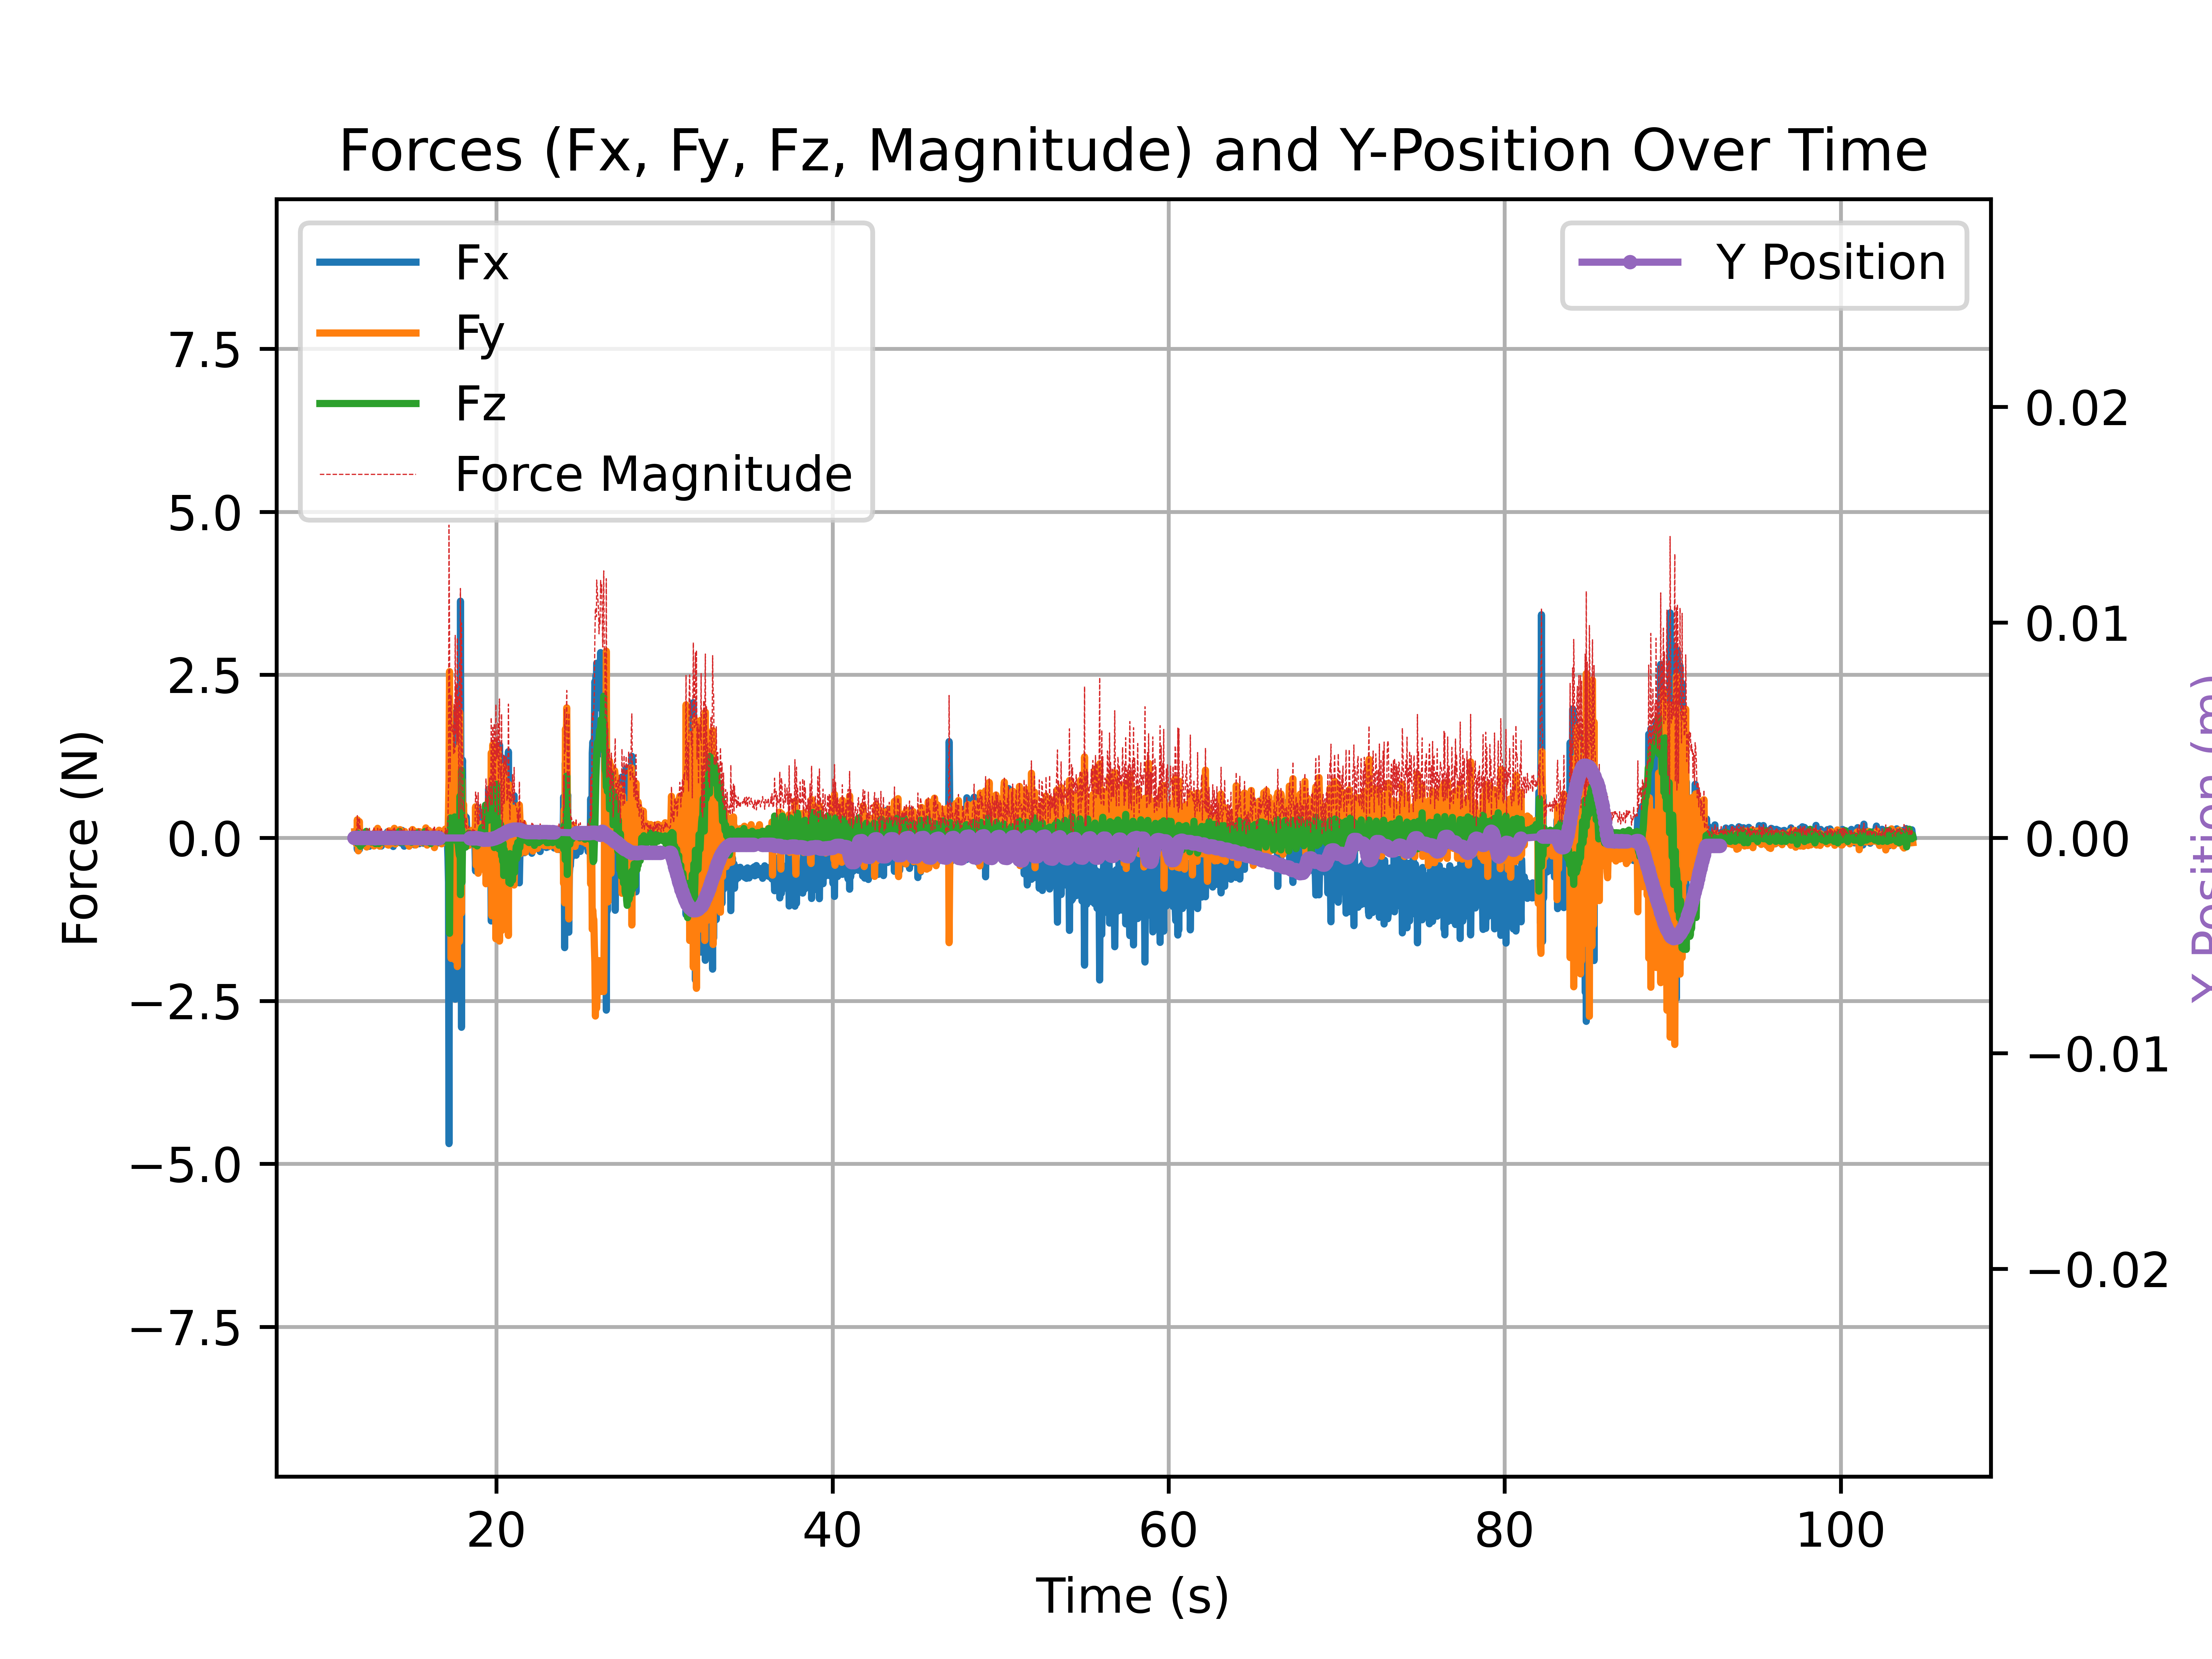 Forces (Fx, Fy, Fz, Magnitude) and Y-Position Over Time
Fx
Fy
Fz
Force Magnitude
Y Position
7.5
5.0
2.5
0.0
−2.5
−5.0
−7.5
Force (N)
0.02
0.01
0.00
−0.01
−0.02
Y Position (m)
20
40
60
80
100
Time (s)